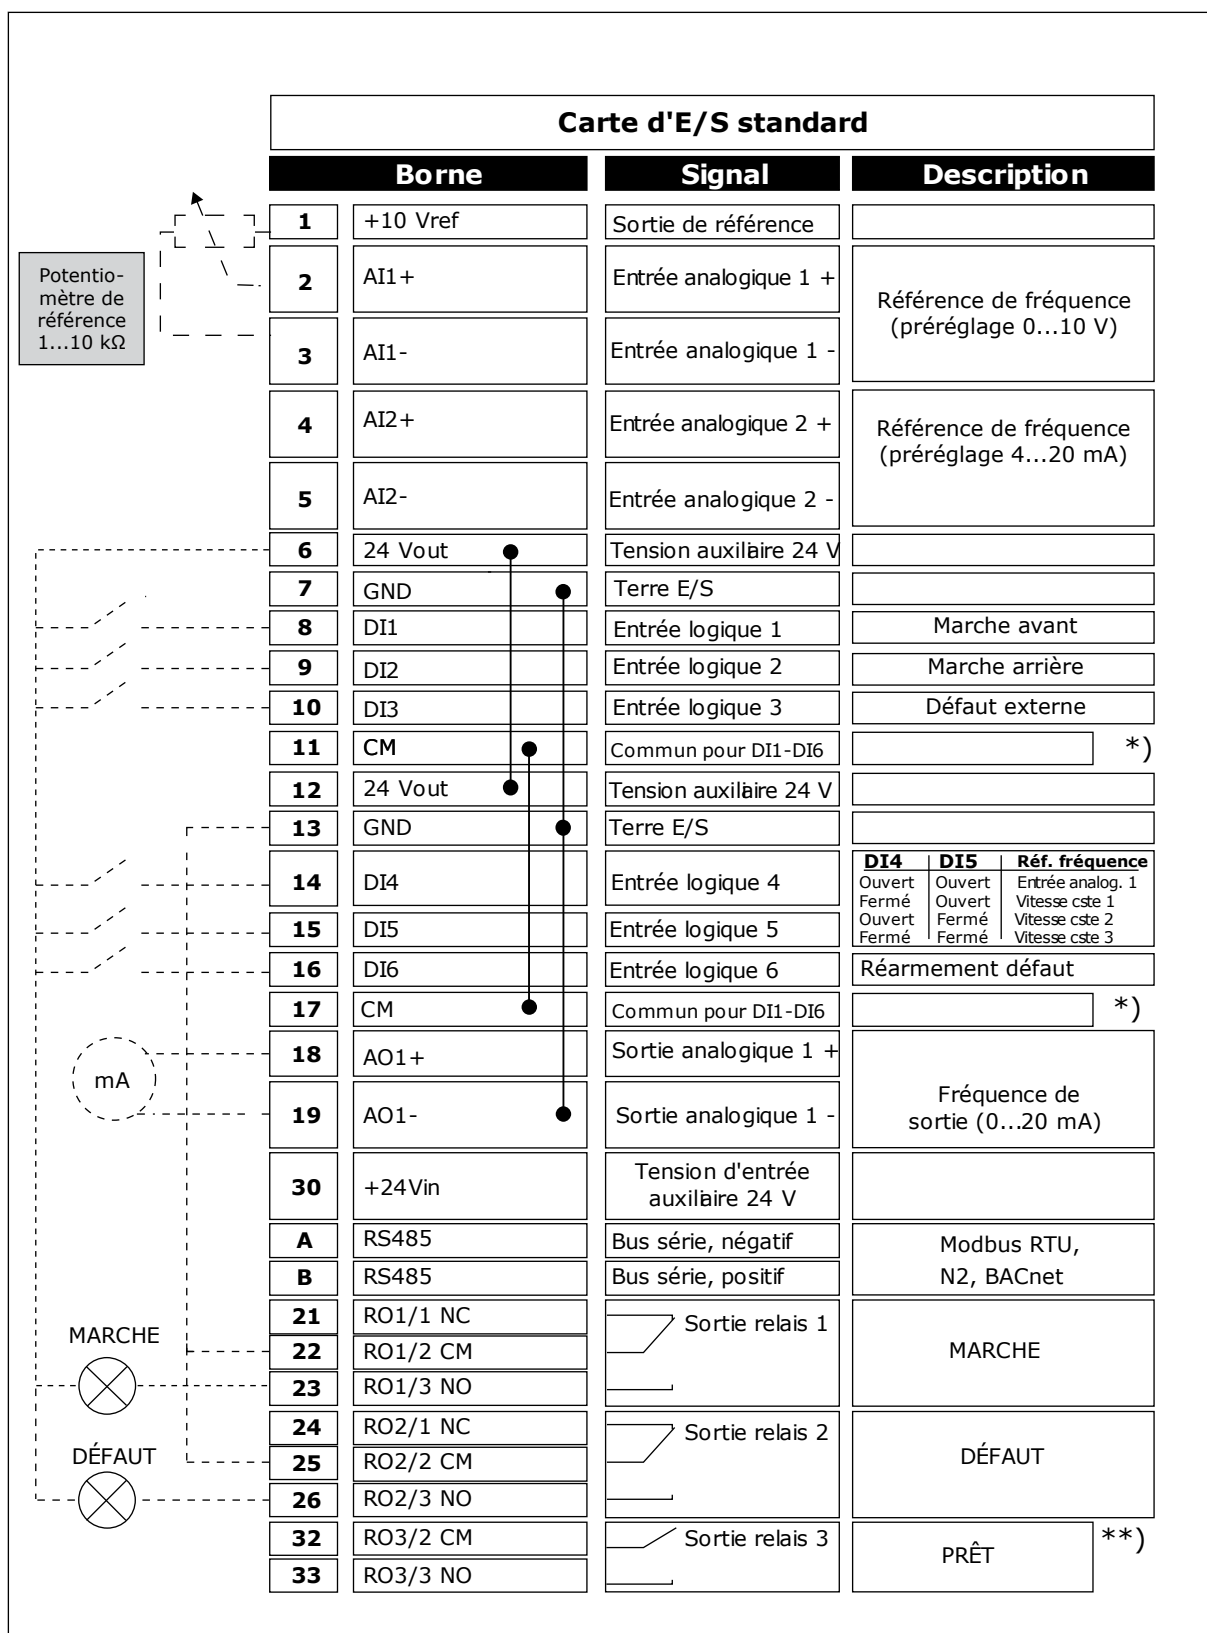 Carte d'E/S standard
Borne Signal Description
1 +10 Vref Sortie de référence
Potentio-
mètre de
référence
1...10 kΩ
2 AI1+ Entrée analogique 1 +
Référence de fréquence
(préréglage 0...10 V)
3 AI1- Entrée analogique 1 -
4 AI2+ Entrée analogique 2 +
Référence de fréquence
(préréglage 4...20 mA)
5 AI2- Entrée analogique 2 -
6 24 Vout Tension auxiliaire 24 V
7 GND Terre E/S
8 DI1 Entrée logique 1 Marche avant
9 DI2 Entrée logique 2 Marche arrière
10 DI3 Entrée logique 3 Défaut externe
11 CM Commun pour DI1-DI6 *)
12 24 Vout Tension auxiliaire 24 V
13 GND Terre E/S
14 DI4 Entrée logique 4
DI4 DI5 Réf. fréquence
Ouvert Ouvert Entrée analog. 1
Fermé Ouvert Vitesse cste 1
Ouvert Fermé Vitesse cste 2
Fermé Fermé Vitesse cste 3
15 DI5 Entrée logique 5
16 DI6 Entrée logique 6 Réarmement défaut
17 CM Commun pour DI1-DI6 *)
mA
18 AO1+ Sortie analogique 1 +
Fréquence de
sortie (0...20 mA)
19 AO1- Sortie analogique 1 -
30 +24Vin Tension d'entrée
auxiliaire 24 V
A RS485 Bus série, négatif
Modbus RTU,
N2, BACnet
B RS485 Bus série, positif
21 RO1/1 NC Sortie relais 1
MARCHE
22 RO1/2 CM MARCHE
23 RO1/3 NO
24 RO2/1 NC Sortie relais 2
DÉFAUT
25 RO2/2 CM DÉFAUT
26 RO2/3 NO
32 RO3/2 CM Sortie relais 3 PRÊT **)
33 RO3/3 NO